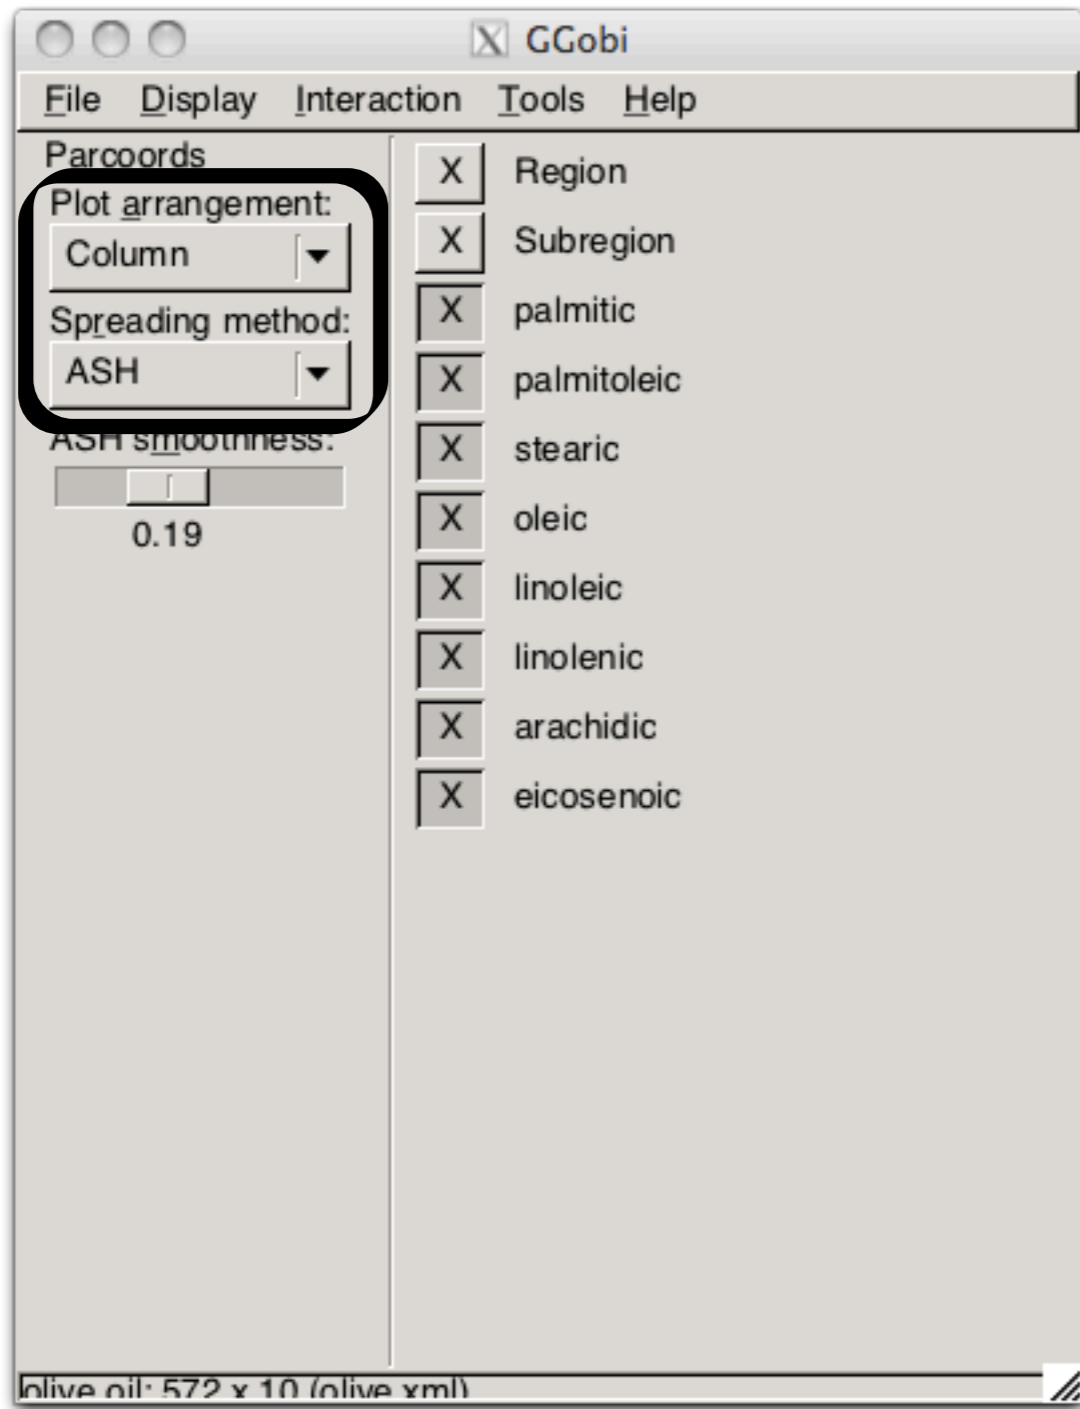 X GGobi
File Display Interaction Tools Help
Parcoords
Plot arrangement:
Column
Spreading method:
ASH
ASH smoothness:
0.19
X Region
X Subregion
X palmitic
X palmitoleic
X stearic
X oleic
X linoleic
X linolenic
X arachidic
X eicosenoic
olive oil: 572 x 10 (olive.xml)